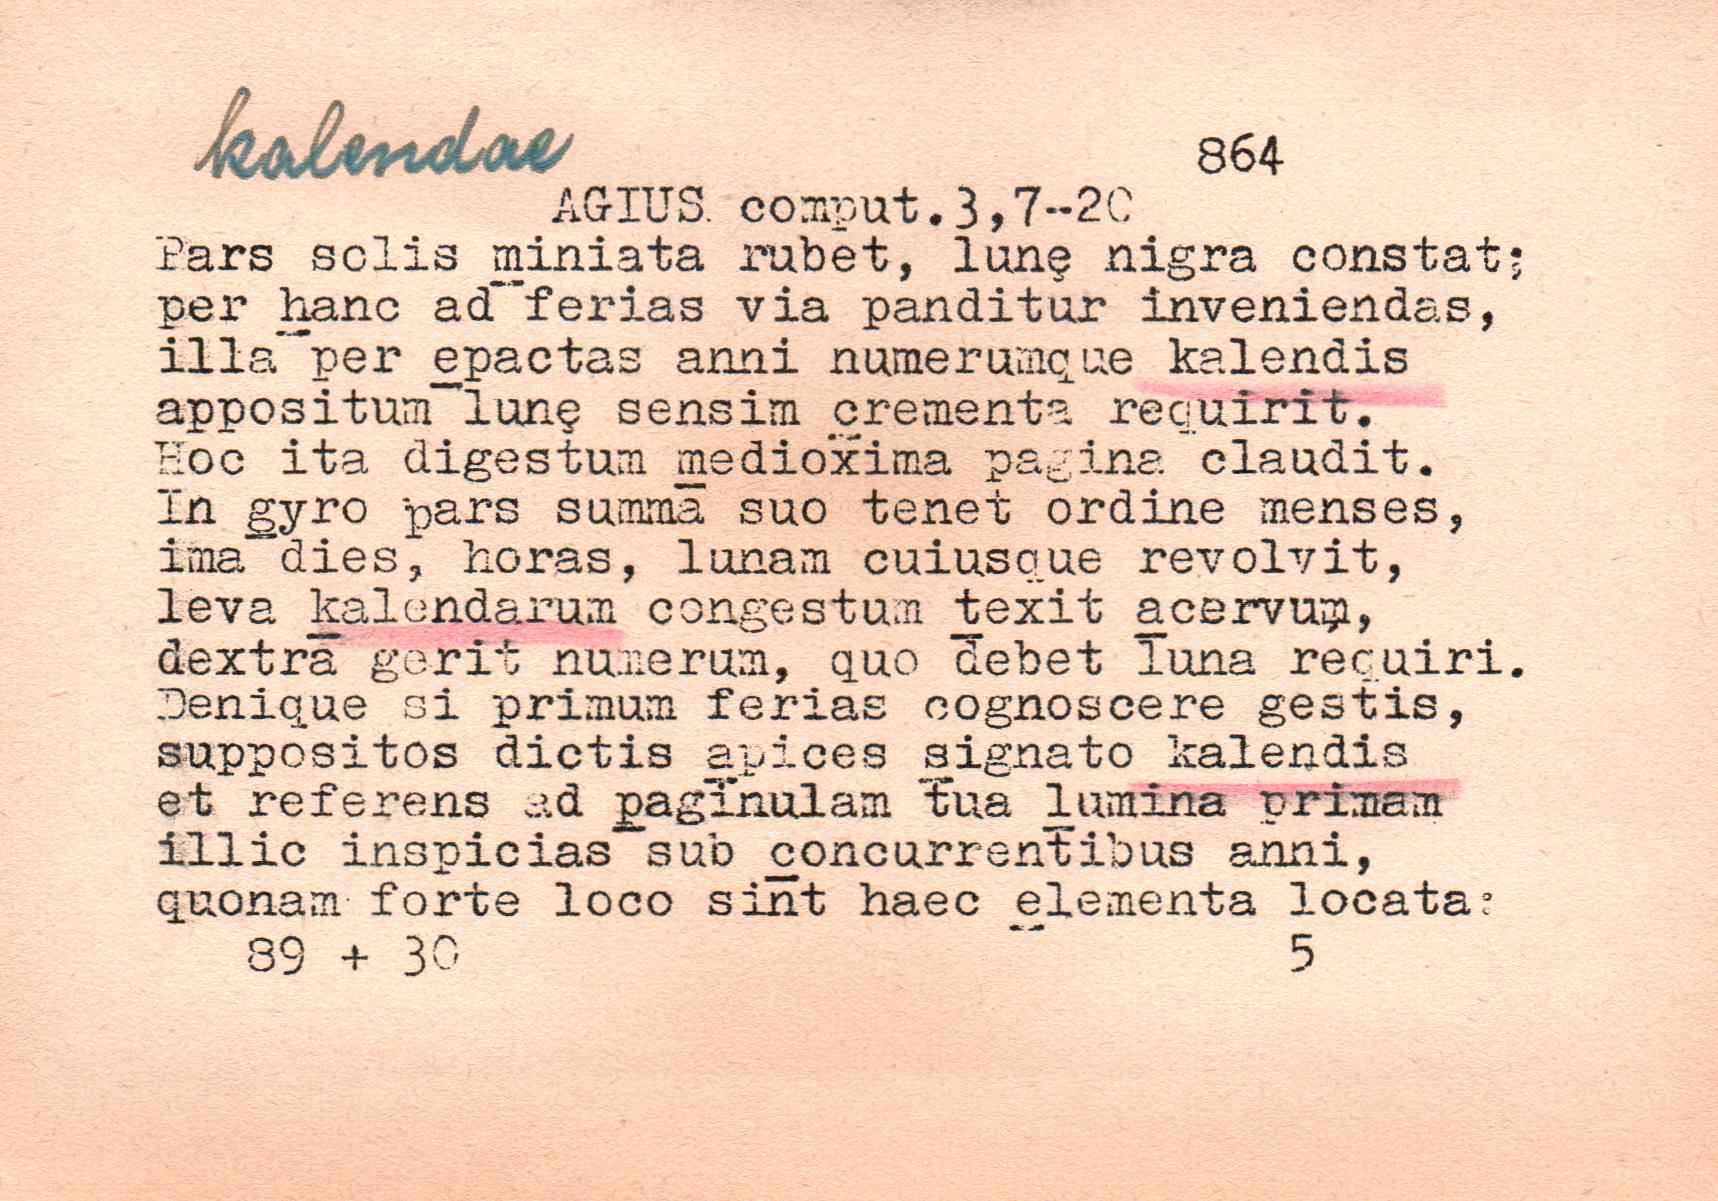 kalendae
864
AGIUS comput.3,7--20
Pars solis miniata rubet, lunę nigra constat;
per hanc ad ferias via panditur inveniendas,
illa per epactas anni numerumque kalendis
appositum lunę sensim crementa requirit.
Hoc ita digestum medioxima pagina claudit.
In gyro pars summa suo tenet ordine menses,
ima dies, horas, lunam cuiusque revolvit,
leva kalendarum congestum texit acervum,
dextra gerit numerum, quo debet luna requiri.
Denique si primum ferias cognoscere gestis,
suppositos dictis apices signato kalendis
et referens ad paginulam tua lumina primam
illic inspicias sub concurrentibus anni,
quonam forte loco sint haec elementa locata:
89 + 30 5